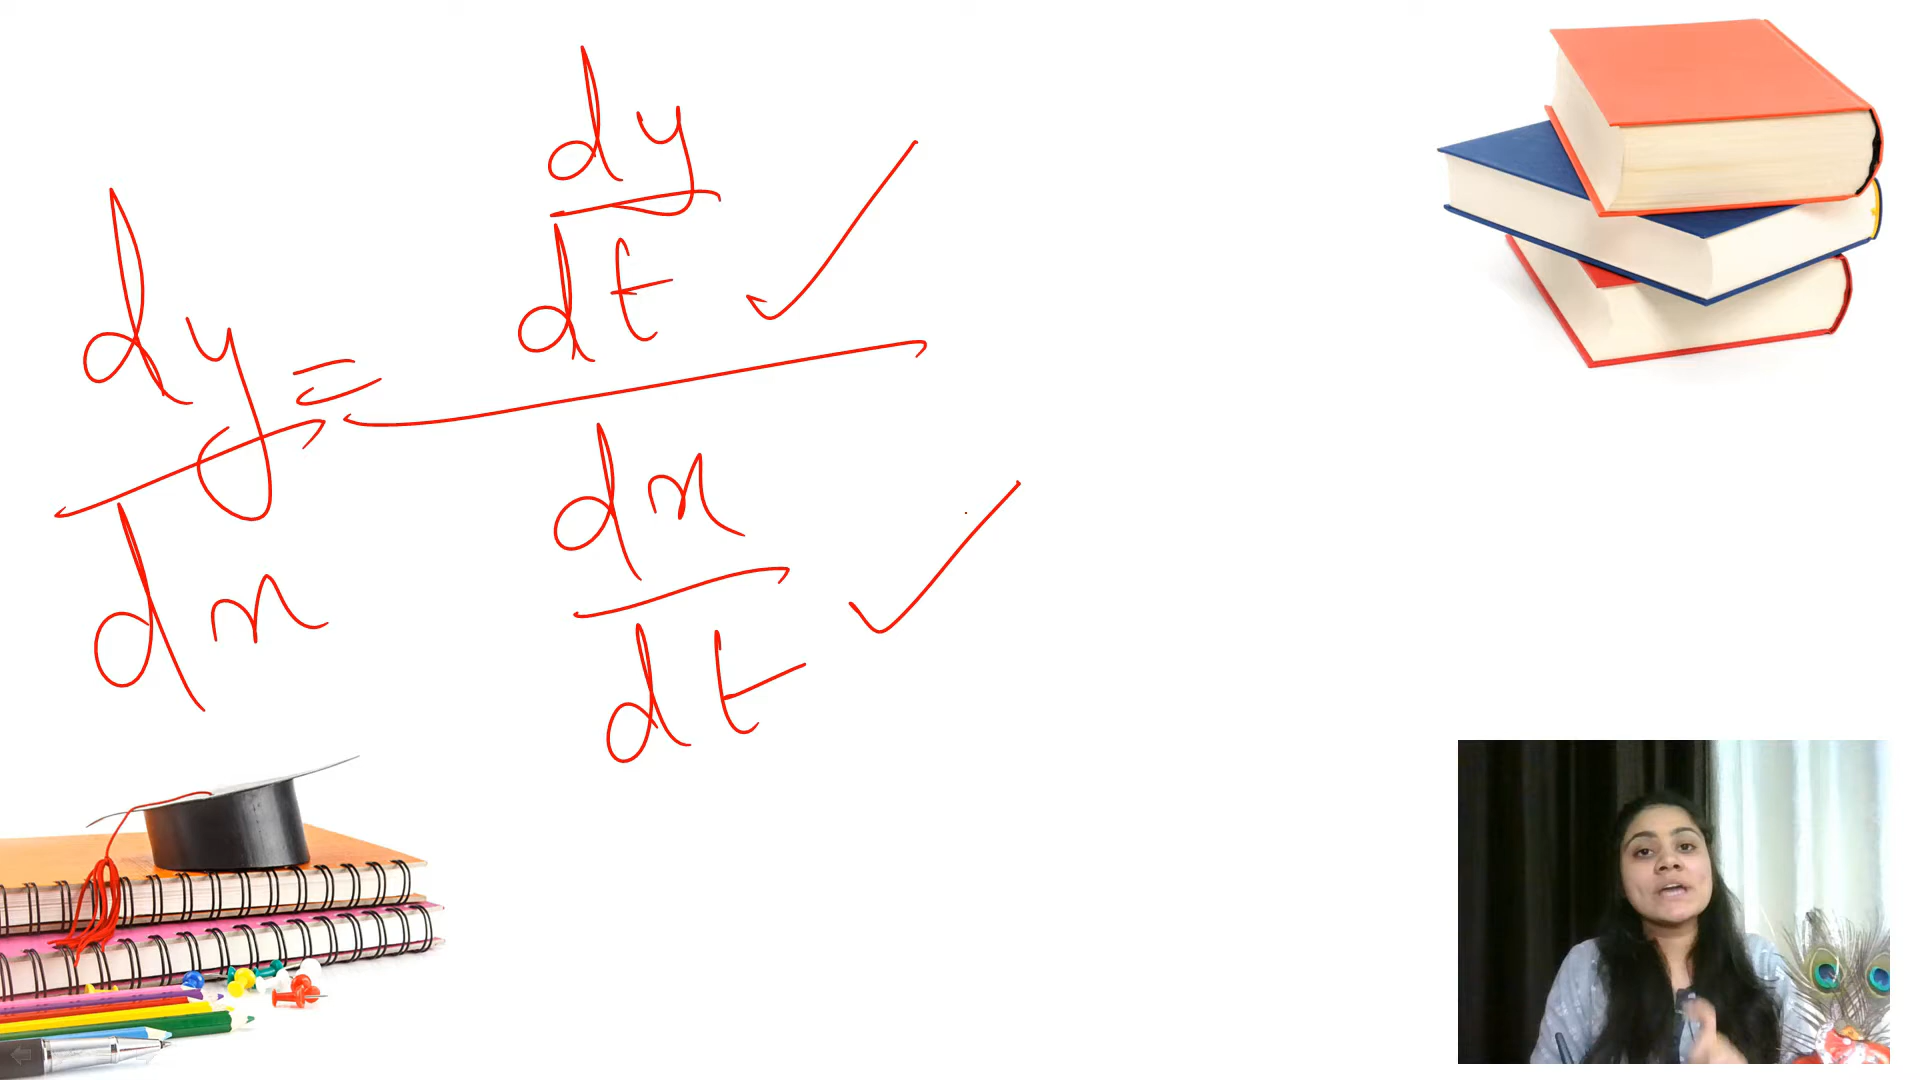 dy/dx = (dy/dt) ✓ / (dx/dt) ✓